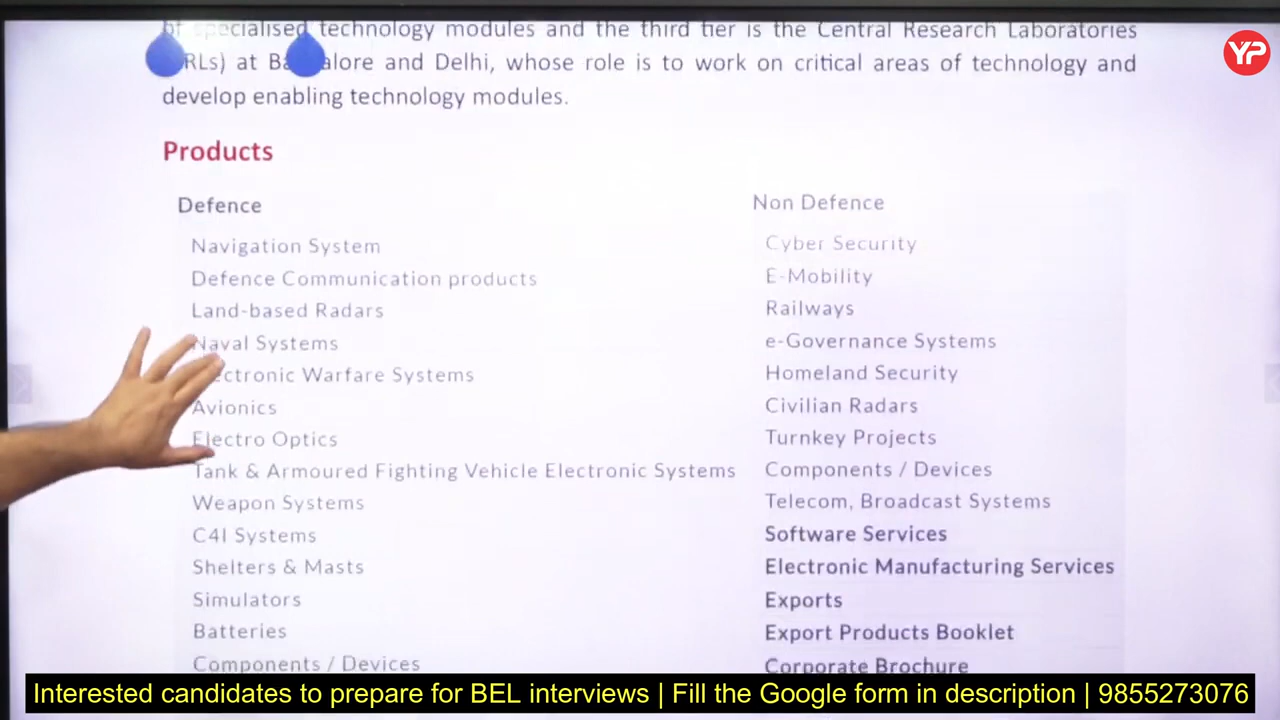 of specialised technology modules and the third tier is the Central Research Laboratories
at and Delhi, whose role is to work on critical areas of technology and
develop enabling technology modules.
YP
Products
Defence
Navigation System
Defence Communication products
Land-based Radars
Naval Systems
Electronic Warfare Systems
Avionics
Electro Optics
Tank & Armoured Fighting Vehicle Electronic Systems
Weapon Systems
C4I Systems
Shelters & Masts
Simulators
Batteries
Components / Devices
Non Defence
Cyber Security
E-Mobility
Railways
e-Governance Systems
Homeland Security
Civilian Radars
Turnkey Projects
Components / Devices
Telecom, Broadcast Systems
Software Services
Electronic Manufacturing Services
Exports
Export Products Booklet
Corporate Brochure
Interested candidates to prepare for BEL interviews | Fill the Google form in description | 9855273076